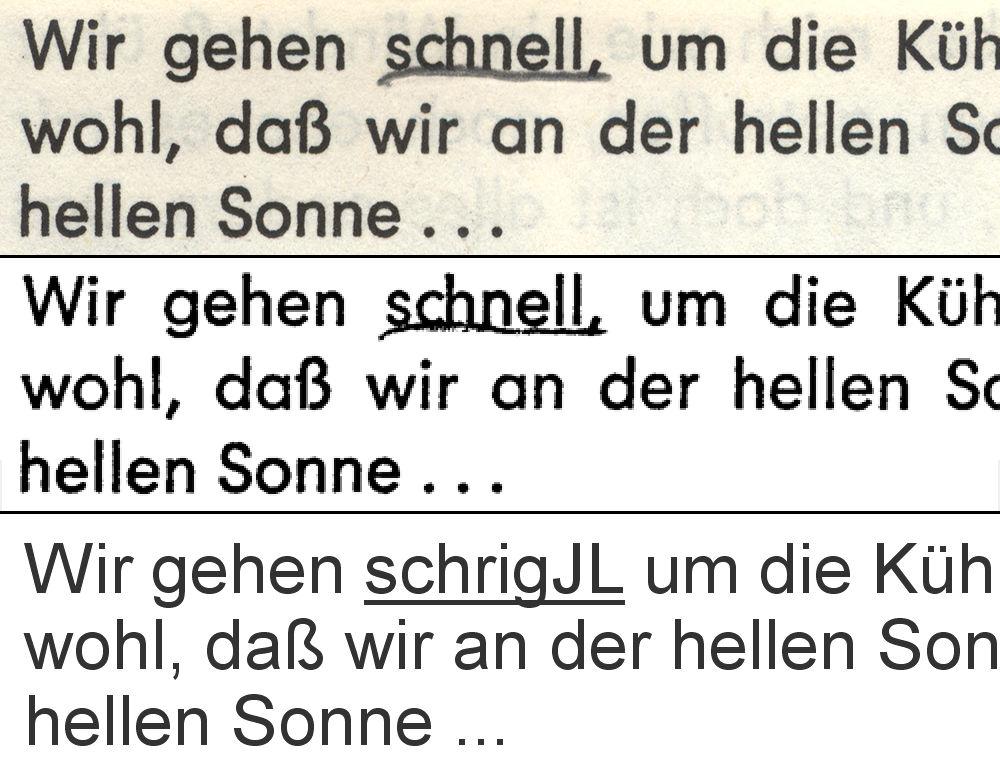 Wir gehen schnell, um die Küh
wohl, daß wir an der hellen So
hellen Sonne . . .
Wir gehen schnell, um die Küh
wohl, daß wir an der hellen So
hellen Sonne . . .
Wir gehen schrigJL um die Küh
wohl, daß wir an der hellen Son
hellen Sonne ...